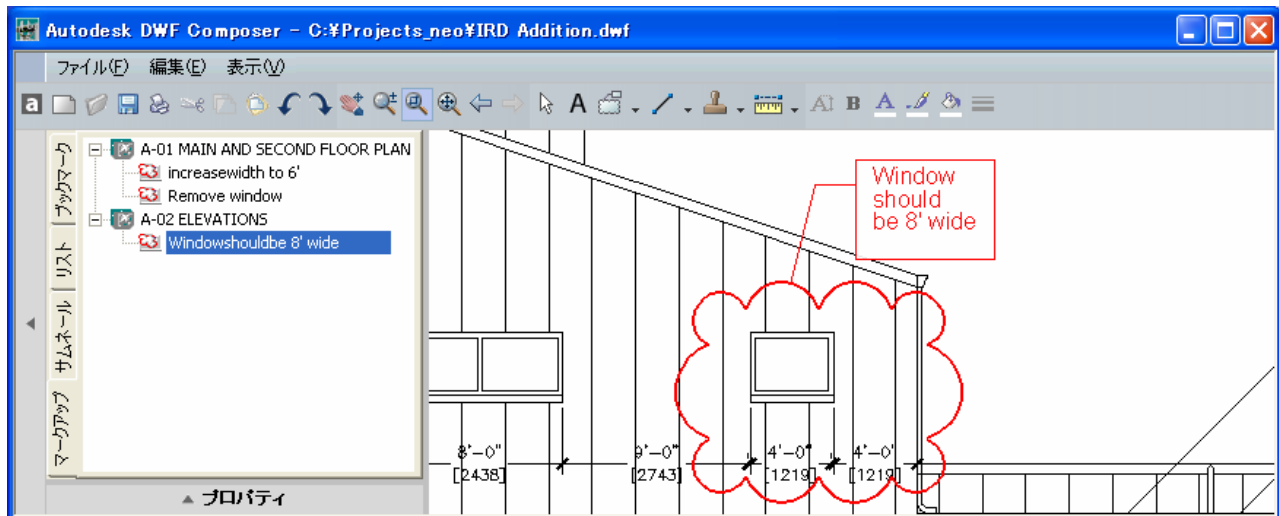 Autodesk DWF Composer - C:¥Projects_neo¥IRD Addition.dwf
ファイル(F) 編集(E) 表示(V)
a A AI B A
ブックマーク
リスト
サムネール
マークアップ
A-01 MAIN AND SECOND FLOOR PLAN
increasewidth to 6'
Remove window
A-02 ELEVATIONS
Windowshouldbe 8' wide
プロパティ
Window
should
be 8' wide
8'-0" 9'-0" 4'-0" 4'-0"
[2438] [2743] [1219] [1219]